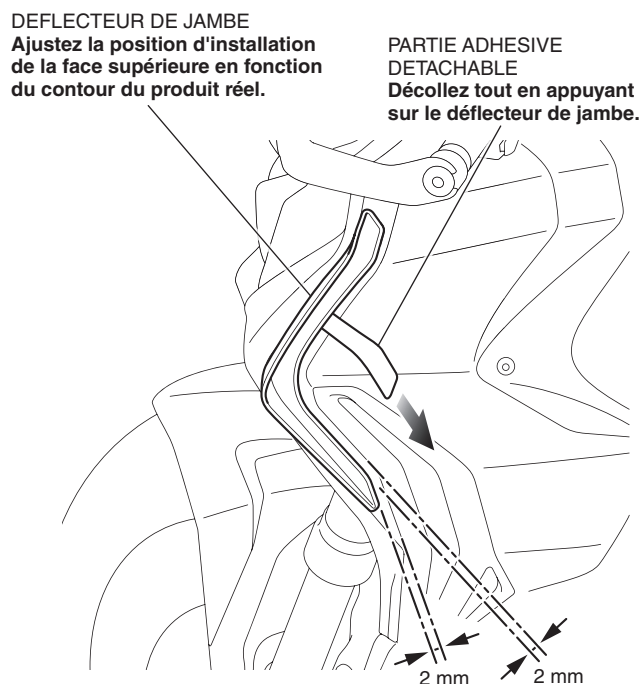 DEFLECTEUR DE JAMBE
Ajustez la position d'installation
de la face supérieure en fonction
du contour du produit réel.
PARTIE ADHESIVE
DETACHABLE
Décollez tout en appuyant
sur le déflecteur de jambe.
2 mm
2 mm